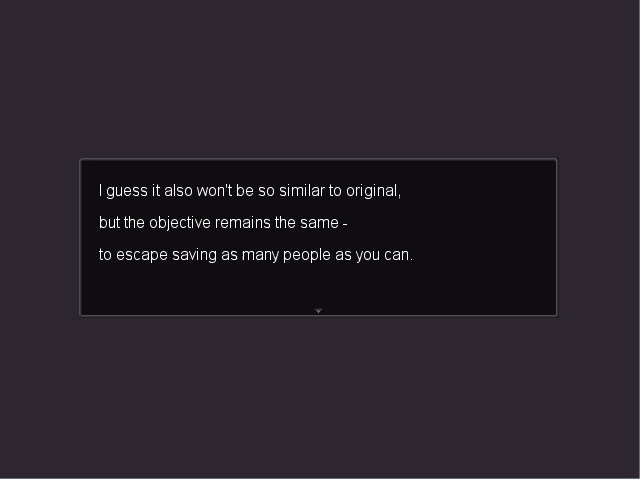 I guess it also won't be so similar to original,
but the objective remains the same -
to escape saving as many people as you can.